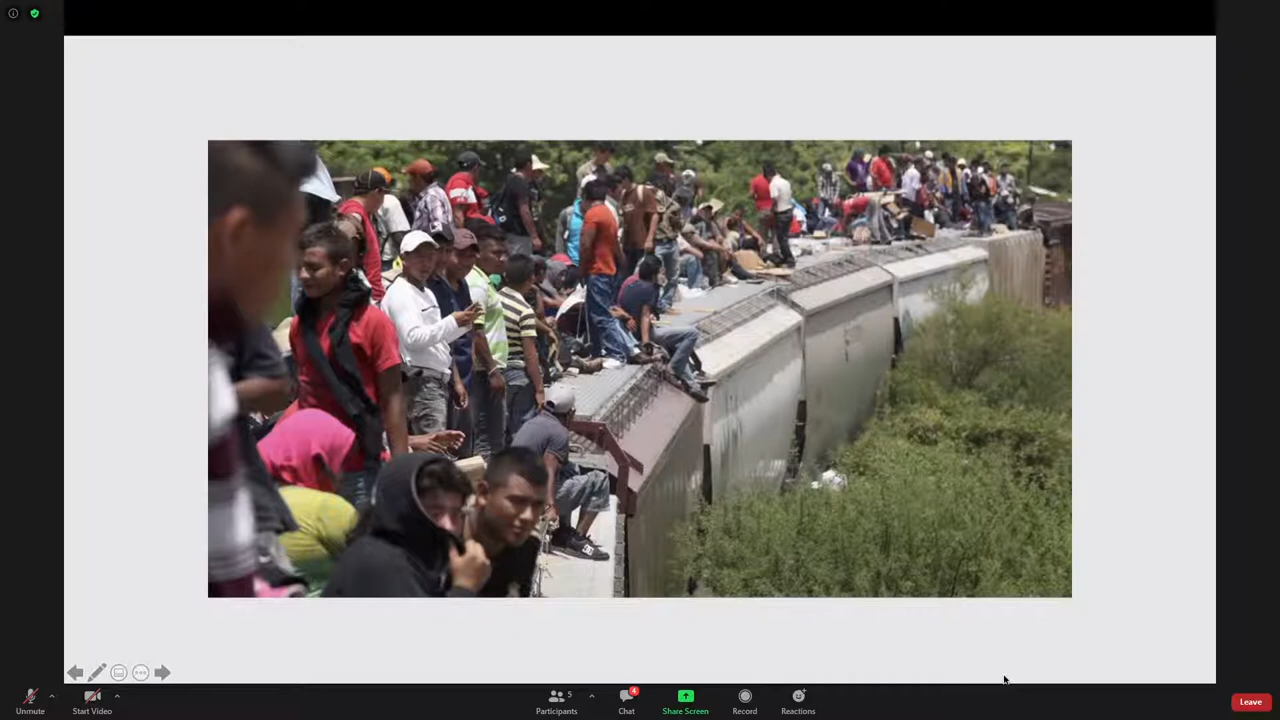 Unmute
Start Video
5
Participants
4
Chat
Share Screen
Record
Reactions
Leave